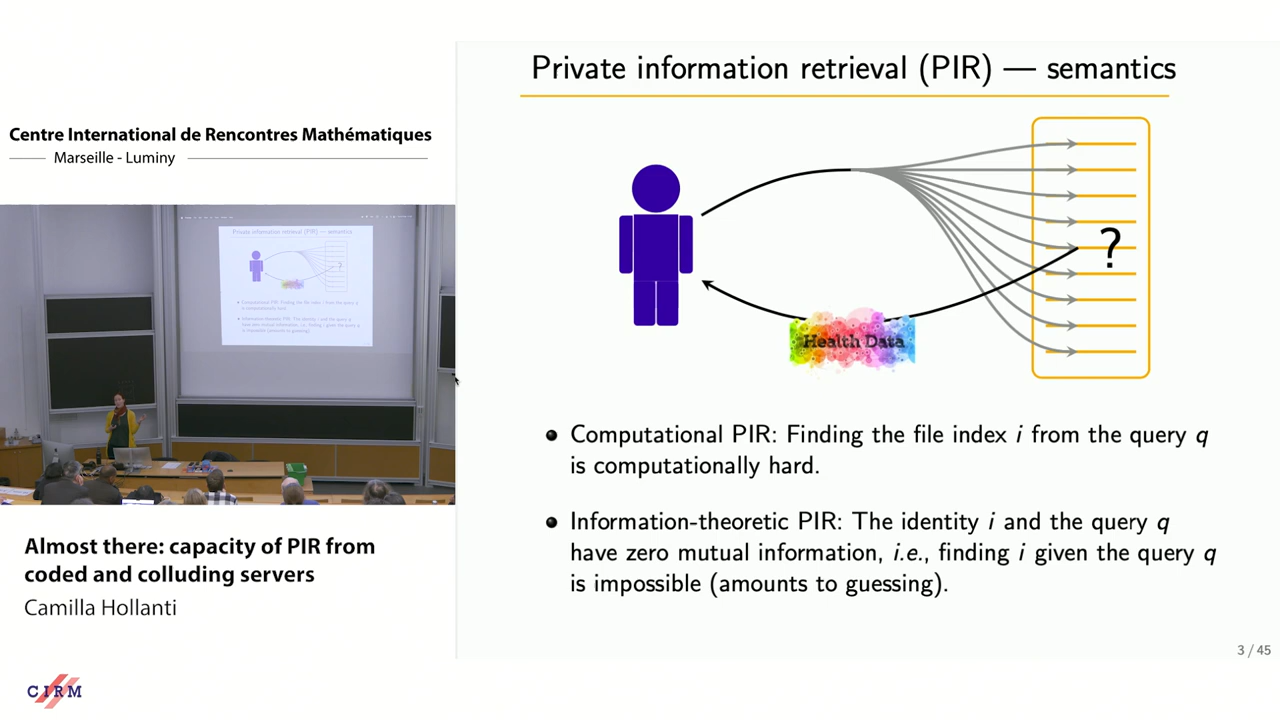 Centre International de Rencontres Mathématiques
Marseille - Luminy
Almost there: capacity of PIR from
coded and colluding servers
Camilla Hollanti
CIRM
Private information retrieval (PIR) — semantics
?
Health Data
Computational PIR: Finding the file index i from the query q
is computationally hard.
Information-theoretic PIR: The identity i and the query q
have zero mutual information, i.e., finding i given the query q
is impossible (amounts to guessing).
3 / 45